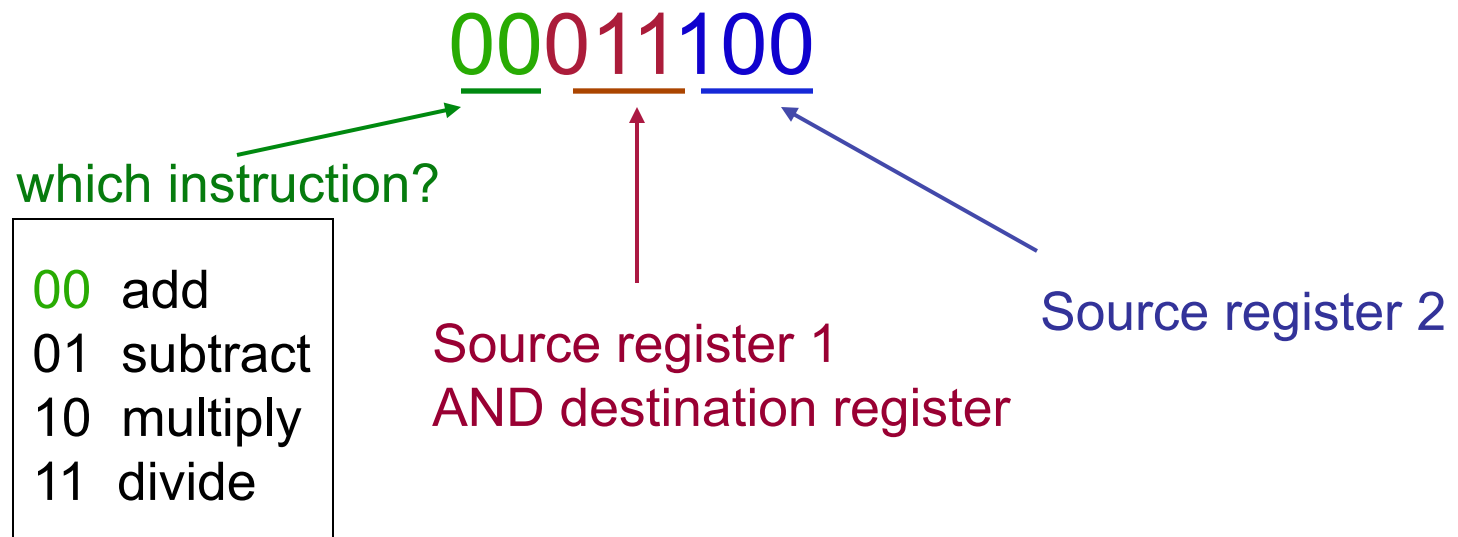 00011100
which instruction?
00 add
01 subtract
10 multiply
11 divide
Source register 1
AND destination register
Source register 2